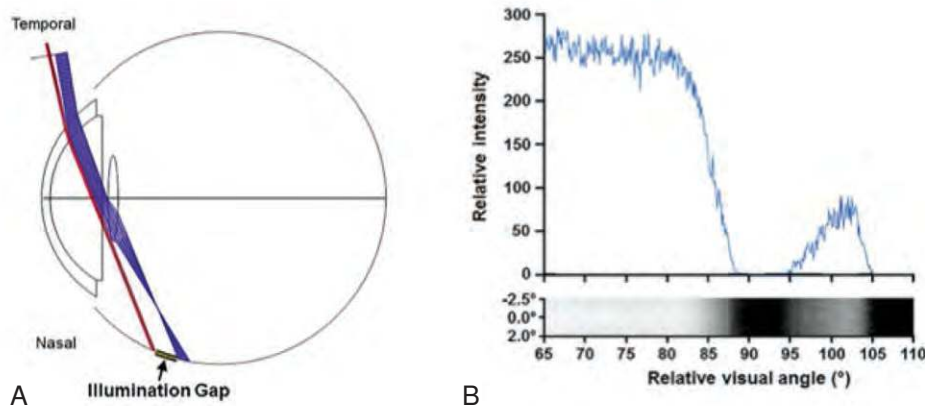 Temporal
Nasal
Illumination Gap
A
Relative intensity
300
250
200
150
100
50
0
-2.5°
0.0°
2.0°
65 70 75 80 85 90 95 100 105 110
Relative visual angle (°)
B